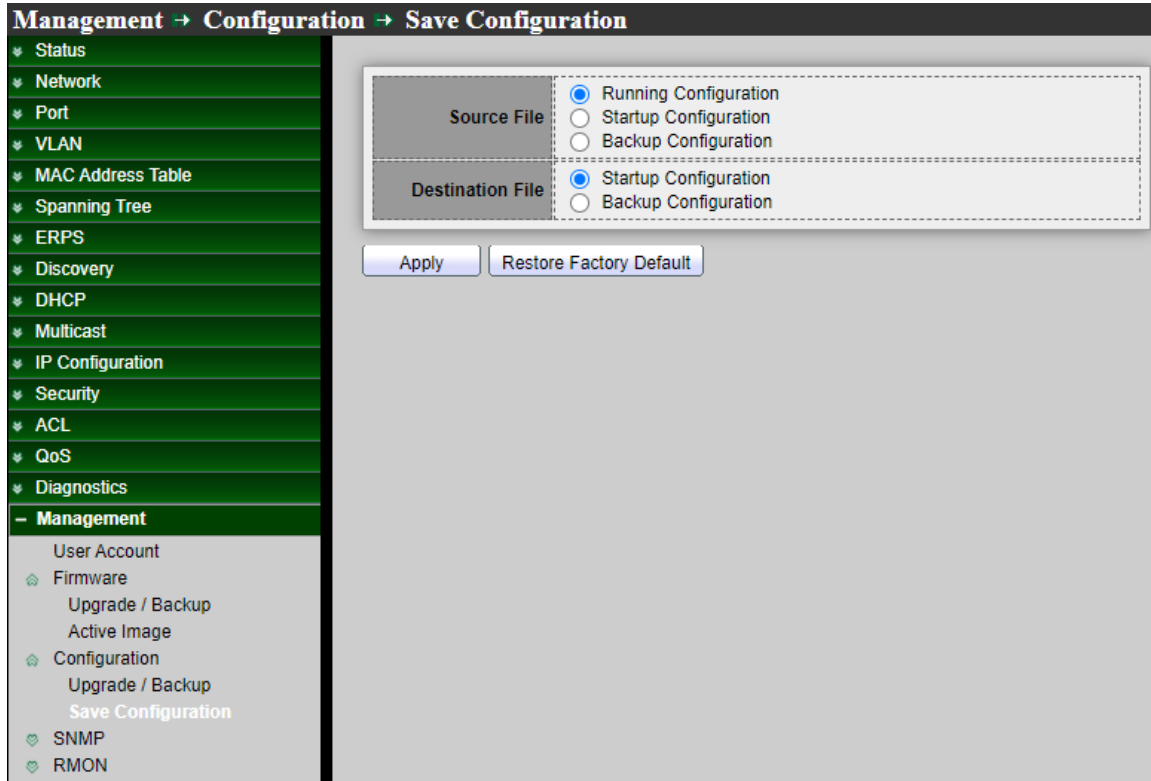 Management → Configuration → Save Configuration
Status
Network
Port
VLAN
MAC Address Table
Spanning Tree
ERPS
Discovery
DHCP
Multicast
IP Configuration
Security
ACL
QoS
Diagnostics
Management
User Account
Firmware
Upgrade / Backup
Active Image
Configuration
Upgrade / Backup
Save Configuration
SNMP
RMON
Source File
Running Configuration
Startup Configuration
Backup Configuration
Destination File
Startup Configuration
Backup Configuration
Apply
Restore Factory Default